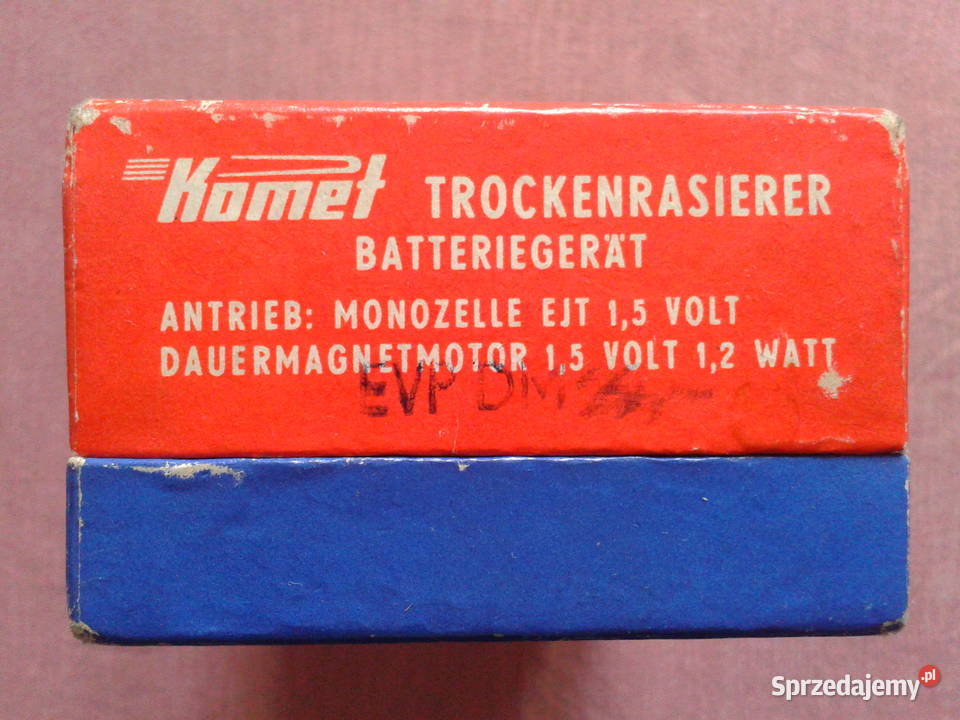 Komet TROCKENRASIERER
BATTERIEGERÄT
ANTRIEB: MONOZELLE EJT 1,5 VOLT
DAUERMAGNETMOTOR 1,5 VOLT 1,2 WATT
EVP DM
Sprzedajemy.pl